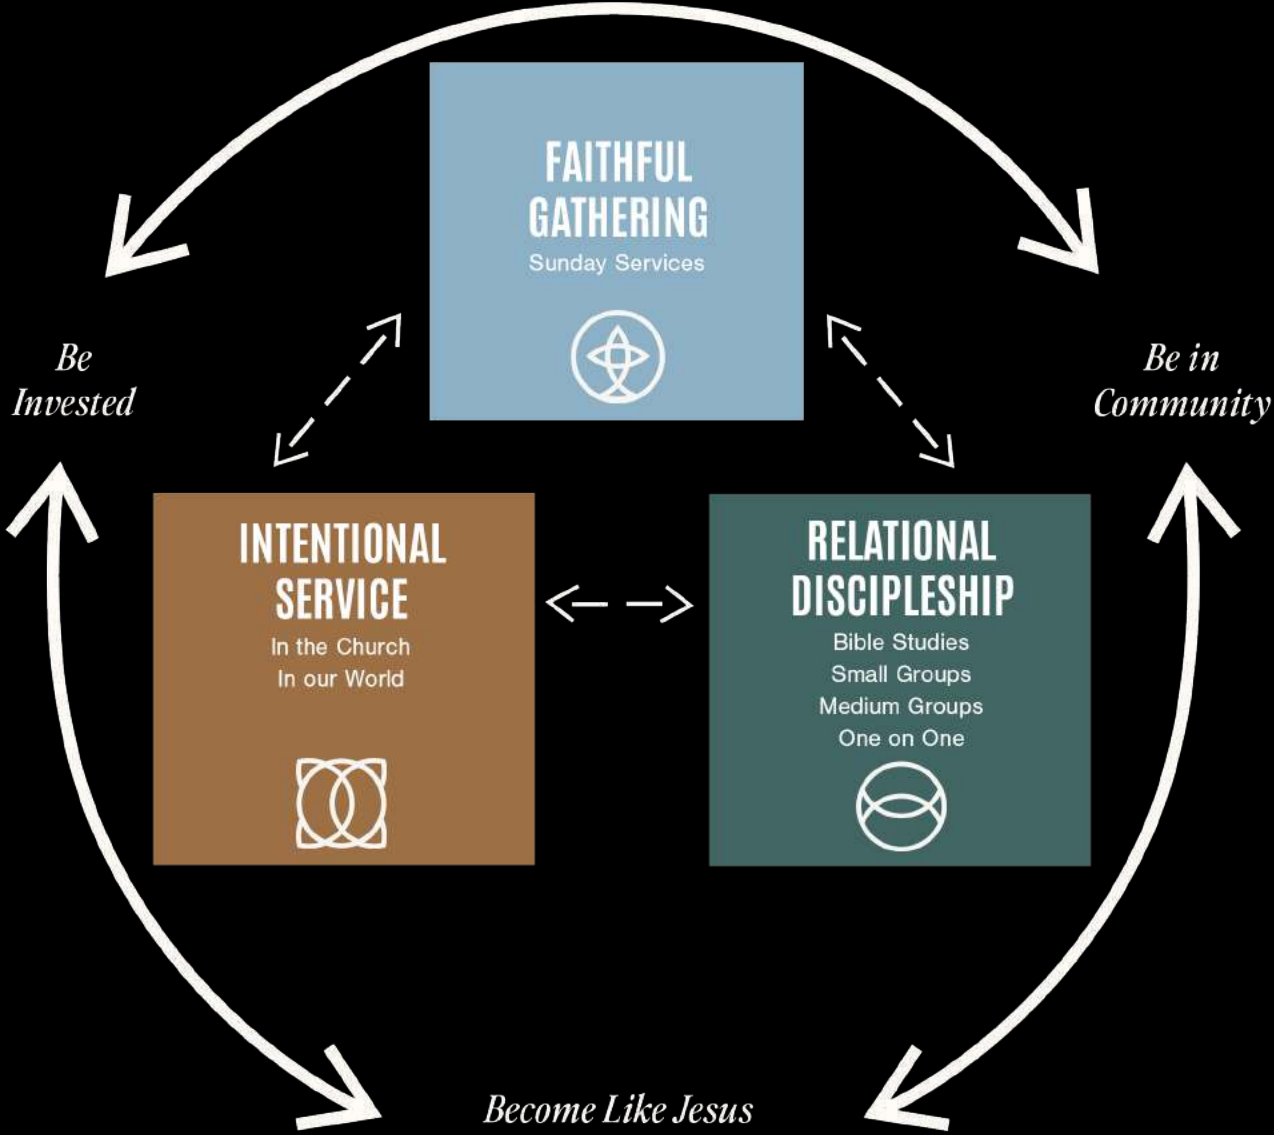 FAITHFUL
GATHERING
Sunday Services
Be
Invested
Be in
Community
INTENTIONAL
SERVICE
In the Church
In our World
RELATIONAL
DISCIPLESHIP
Bible Studies
Small Groups
Medium Groups
One on One
Become Like Jesus